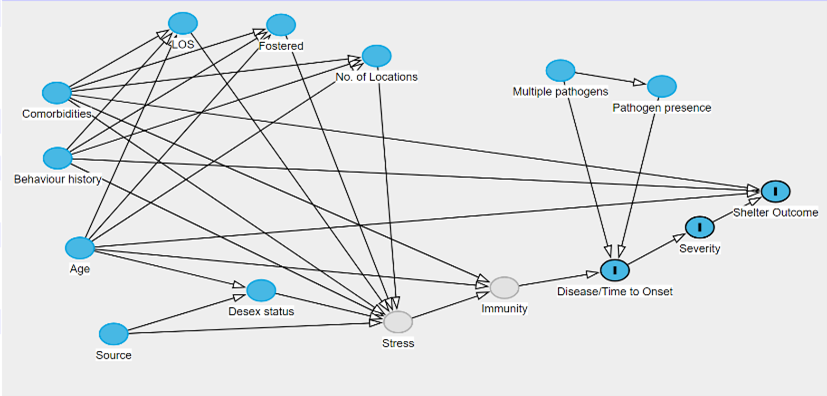 LOS
Fostered
No. of Locations
Multiple pathogens
Pathogen presence
Comorbidities
Behaviour history
Shelter Outcome
Severity
Age
Disease/Time to Onset
Desex status
Immunity
Source
Stress